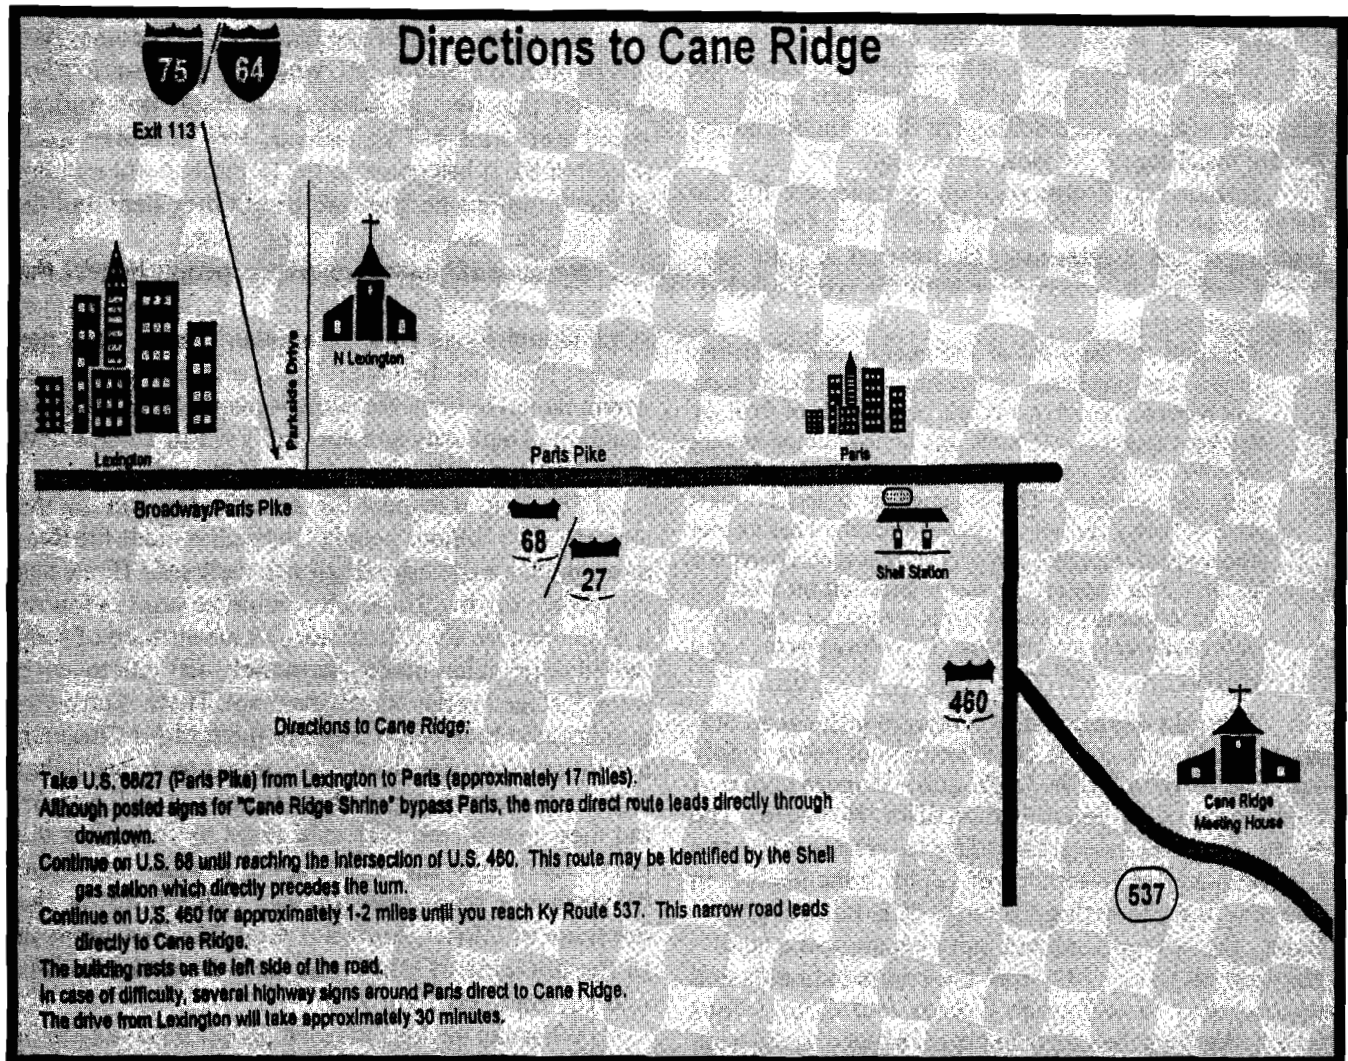 Directions to Cane Ridge
75 / 64
Exit 113
Parkside Drive
N Lexington
Lexington
Paris Pike
Paris
Broadway/Paris Pike
68 / 27
Shell Station
460
Cane Ridge
Meeting House
537
Directions to Cane Ridge:
Take U.S. 68/27 (Paris Pike) from Lexington to Paris (approximately 17 miles).
Although posted signs for "Cane Ridge Shrine" bypass Paris, the more direct route leads directly through
downtown.
Continue on U.S. 68 until reaching the intersection of U.S. 460. This route may be identified by the Shell
gas station which directly precedes the turn.
Continue on U.S. 460 for approximately 1-2 miles until you reach Ky Route 537. This narrow road leads
directly to Cane Ridge.
The building rests on the left side of the road.
In case of difficulty, several highway signs around Paris direct to Cane Ridge.
The drive from Lexington will take approximately 30 minutes.